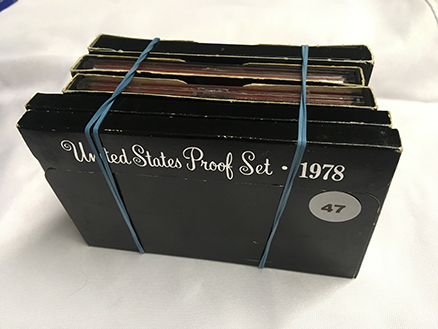 United States Proof Set · 1978
47